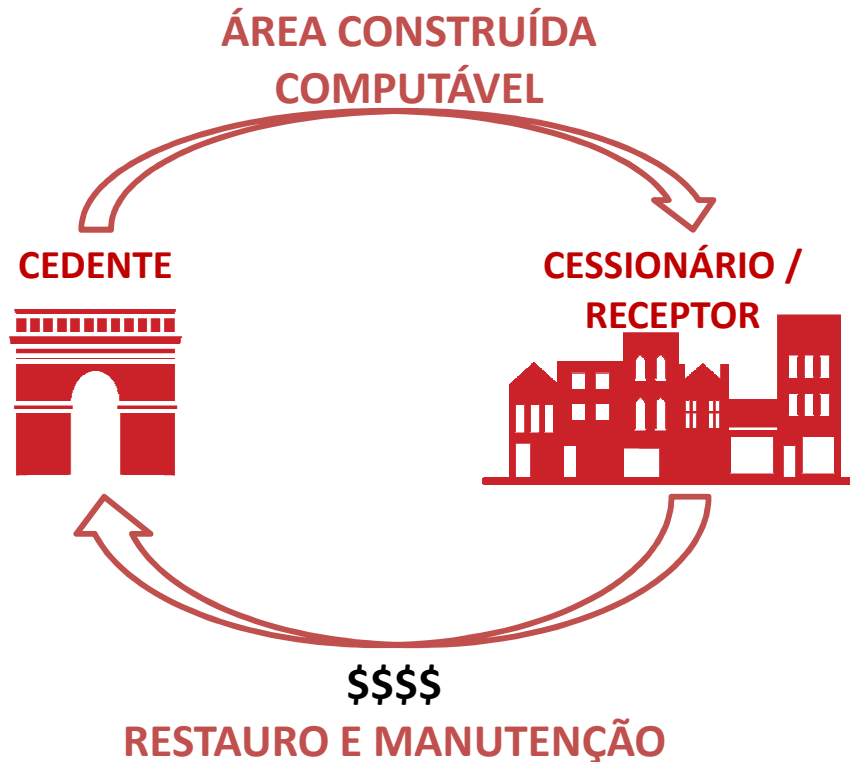 ÁREA CONSTRUÍDA
COMPUTÁVEL
CEDENTE
CESSIONÁRIO /
RECEPTOR
$$$$
RESTAURO E MANUTENÇÃO